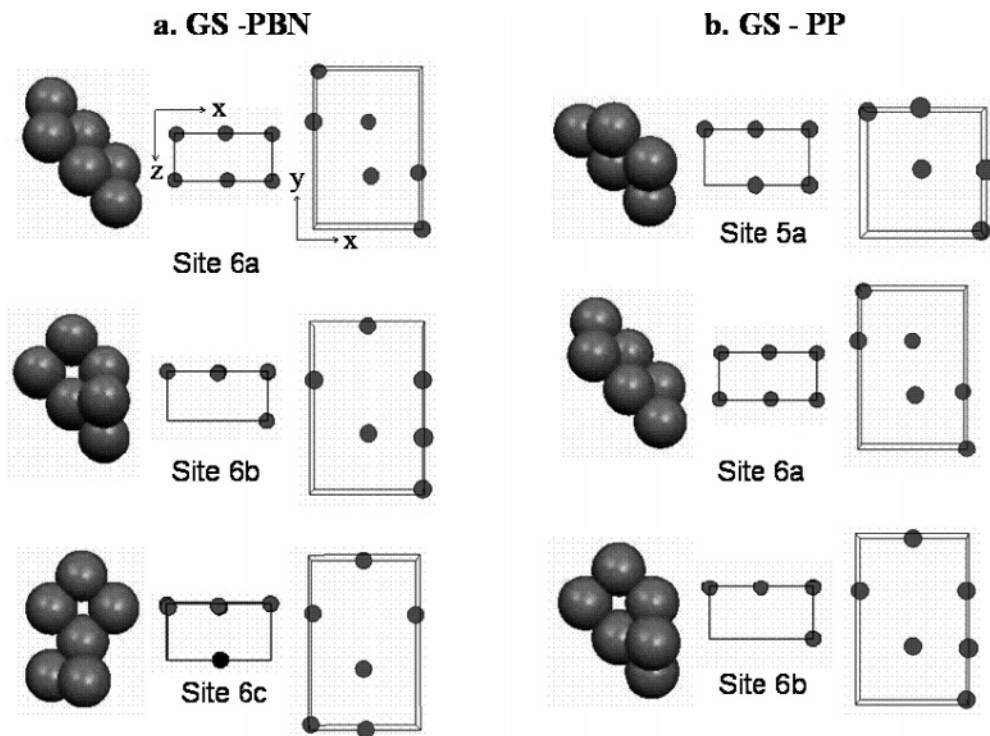 a. GS -PBN
b. GS - PP
x
z
y
x
Site 6a
Site 5a
Site 6b
Site 6a
Site 6c
Site 6b